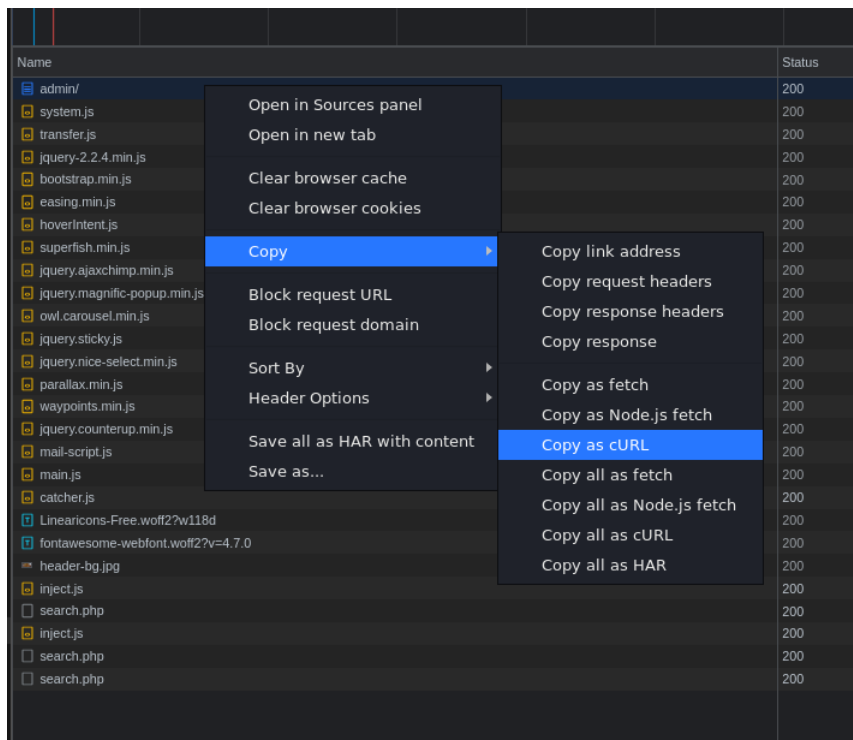 Name Status
admin/ 200
system.js 200
transfer.js 200
jquery-2.2.4.min.js 200
bootstrap.min.js 200
easing.min.js 200
hoverIntent.js 200
superfish.min.js 200
jquery.ajaxchimp.min.js 200
jquery.magnific-popup.min.js 200
owl.carousel.min.js 200
jquery.sticky.js 200
jquery.nice-select.min.js 200
parallax.min.js 200
waypoints.min.js 200
jquery.counterup.min.js 200
mail-script.js 200
main.js 200
catcher.js 200
Linearicons-Free.woff2?w118d 200
fontawesome-webfont.woff2?v=4.7.0 200
header-bg.jpg 200
inject.js 200
search.php 200
inject.js 200
search.php 200
search.php 200
Open in Sources panel
Open in new tab
Clear browser cache
Clear browser cookies
Copy
Block request URL
Block request domain
Sort By
Header Options
Save all as HAR with content
Save as...
Copy link address
Copy request headers
Copy response headers
Copy response
Copy as fetch
Copy as Node.js fetch
Copy as cURL
Copy all as fetch
Copy all as Node.js fetch
Copy all as cURL
Copy all as HAR